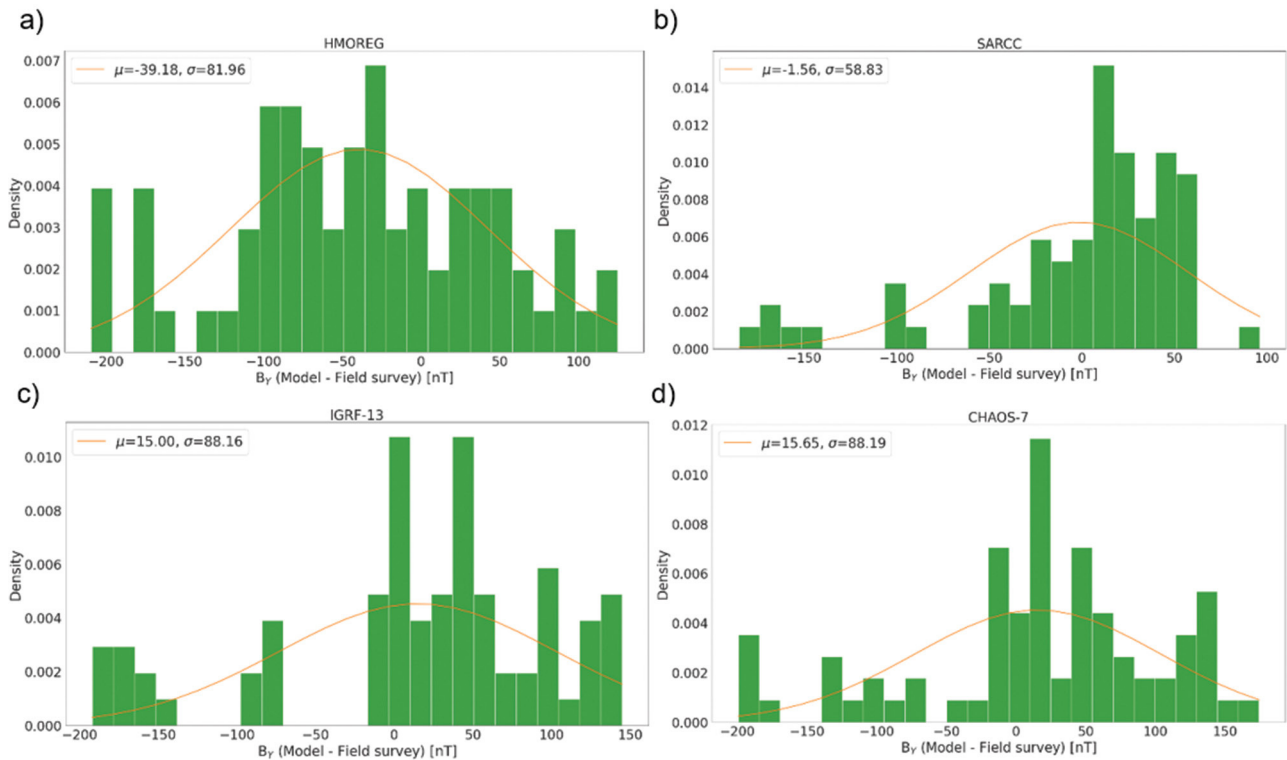 a)
HMOREG
μ=-39.18, σ=81.96
Density
0.007
0.006
0.005
0.004
0.003
0.002
0.001
0.000
−200
−150
−100
−50
0
50
100
B_Y (Model - Field survey) [nT]
b)
SARCC
μ=-1.56, σ=58.83
Density
0.014
0.012
0.010
0.008
0.006
0.004
0.002
0.000
−150
−100
−50
0
50
100
B_Y (Model - Field survey) [nT]
c)
IGRF-13
μ=15.00, σ=88.16
Density
0.010
0.008
0.006
0.004
0.002
0.000
−200
−150
−100
−50
0
50
100
150
B_Y (Model - Field survey) [nT]
d)
CHAOS-7
μ=15.65, σ=88.19
Density
0.012
0.010
0.008
0.006
0.004
0.002
0.000
−200
−150
−100
−50
0
50
100
150
B_Y (Model - Field survey) [nT]